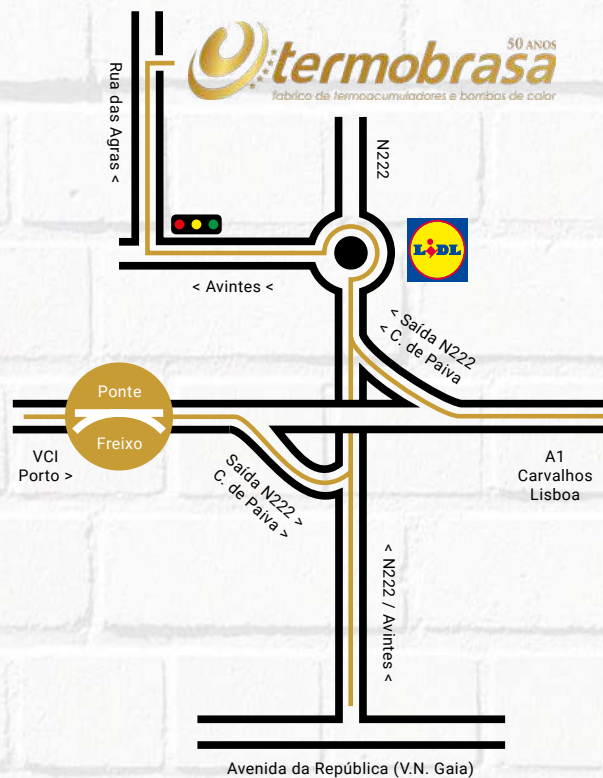 50 ANOS
termobrasa
fabrico de termoacumuladores e bombas de calor
Rua das Agras <
N222
LIDL
< Avintes <
< Saída N222
< C. de Paiva
Ponte
Freixo
VCI
Porto >
Saída N222 >
C. de Paiva >
A1
Carvalhos
Lisboa
< N222 / Avintes <
Avenida da República (V.N. Gaia)